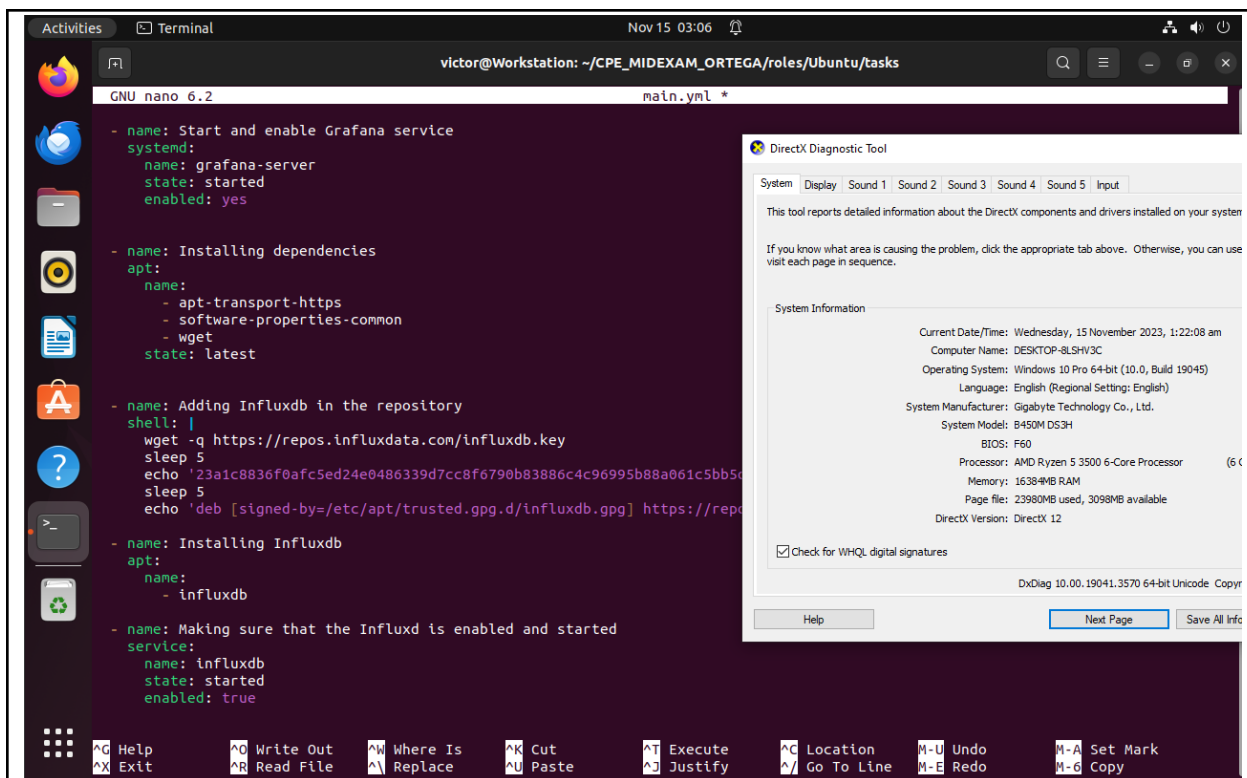 Activities Terminal Nov 15 03:06
victor@Workstation: ~/CPE_MIDEXAM_ORTEGA/roles/Ubuntu/tasks
GNU nano 6.2 main.yml *
- name: Start and enable Grafana service
systemd:
name: grafana-server
state: started
enabled: yes
- name: Installing dependencies
apt:
name:
- apt-transport-https
- software-properties-common
- wget
state: latest
- name: Adding Influxdb in the repository
shell: |
wget -q https://repos.influxdata.com/influxdb.key
sleep 5
echo '23a1c8836f0afc5ed24e0486339d7cc8f6790b83886c4c96995b88a061c5bb5
sleep 5
echo 'deb [signed-by=/etc/apt/trusted.gpg.d/influxdb.gpg] https://repo
- name: Installing Influxdb
apt:
name:
- influxdb
- name: Making sure that the Influxd is enabled and started
service:
name: influxdb
state: started
enabled: true
^G Help ^O Write Out ^W Where Is ^K Cut ^T Execute ^C Location M-U Undo M-A Set Mark
^X Exit ^R Read File ^\ Replace ^U Paste ^J Justify ^/ Go To Line M-E Redo M-6 Copy
DirectX Diagnostic Tool
System Display Sound 1 Sound 2 Sound 3 Sound 4 Sound 5 Input
This tool reports detailed information about the DirectX components and drivers installed on your system
If you know what area is causing the problem, click the appropriate tab above. Otherwise, you can use
visit each page in sequence.
System Information
Current Date/Time: Wednesday, 15 November 2023, 1:22:08 am
Computer Name: DESKTOP-8LSHV3C
Operating System: Windows 10 Pro 64-bit (10.0, Build 19045)
Language: English (Regional Setting: English)
System Manufacturer: Gigabyte Technology Co., Ltd.
System Model: B450M DS3H
BIOS: F60
Processor: AMD Ryzen 5 3500 6-Core Processor (6
Memory: 16384MB RAM
Page file: 23980MB used, 3098MB available
DirectX Version: DirectX 12
Check for WHQL digital signatures
DxDiag 10.00.19041.3570 64-bit Unicode Copyr
Help Next Page Save All Info